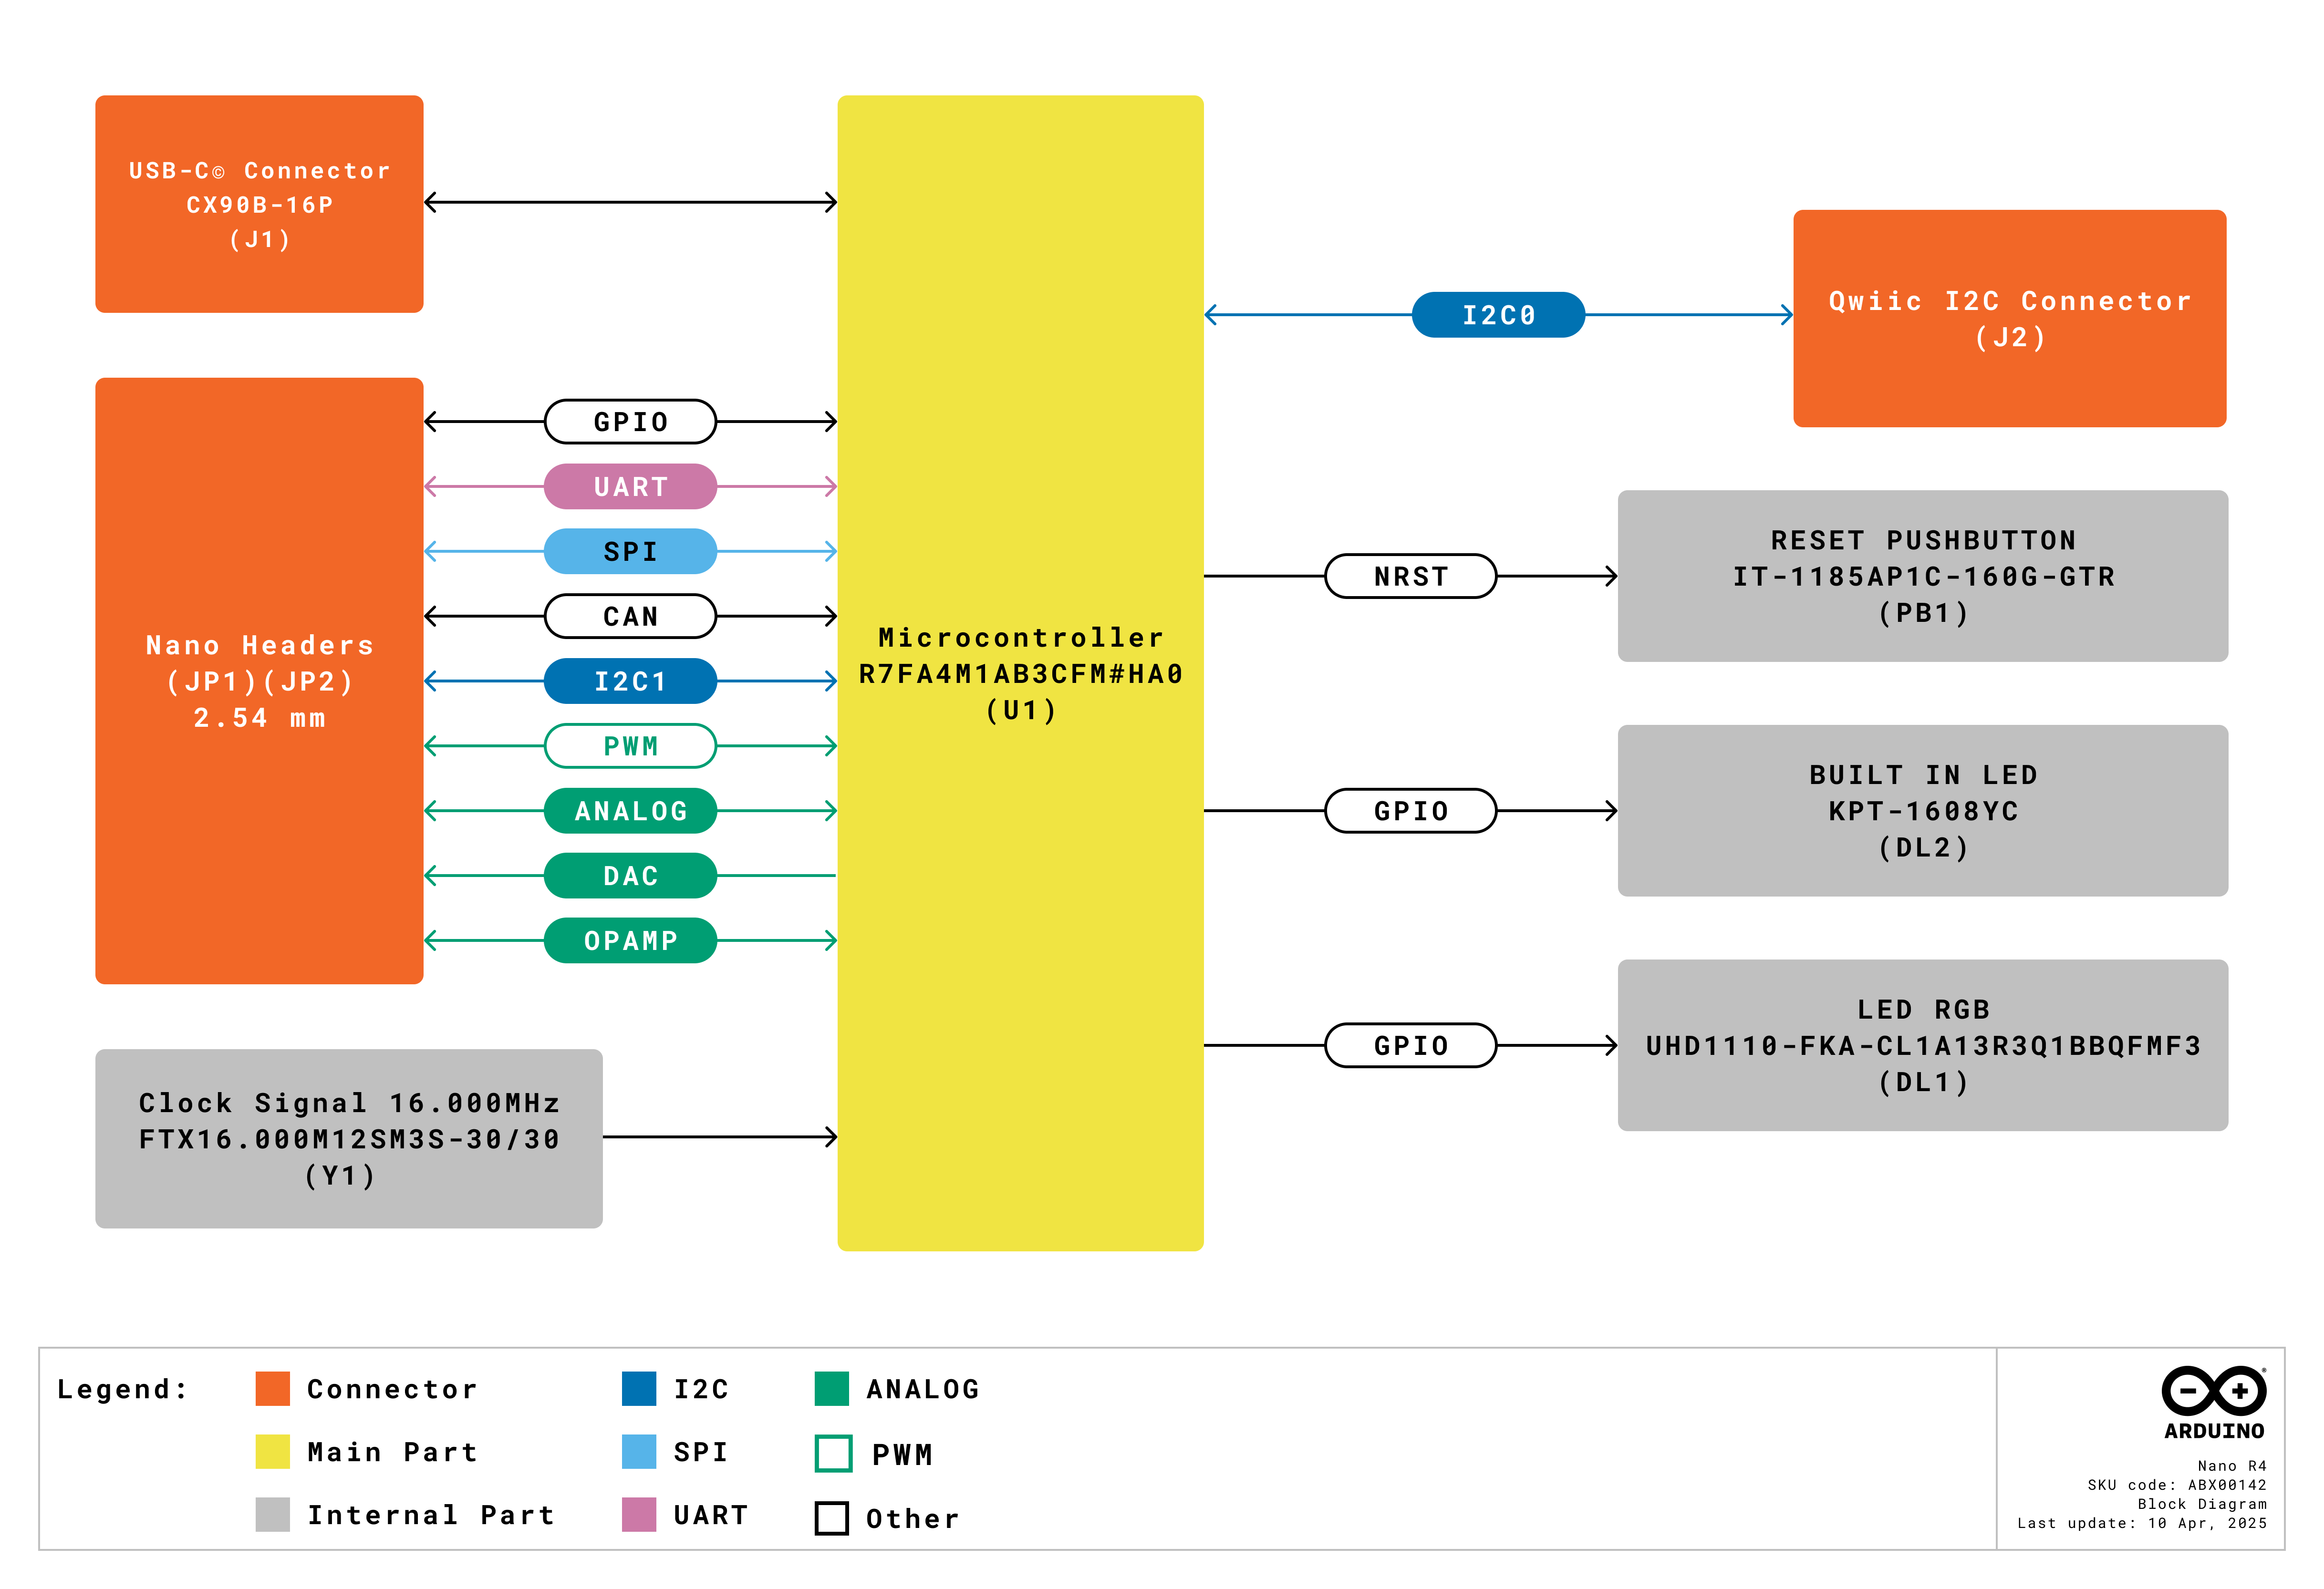 USB-C© Connector
CX90B-16P
(J1)
Nano Headers
(JP1)(JP2)
2.54 mm
Clock Signal 16.000MHz
FTX16.000M12SM3S-30/30
(Y1)
GPIO
UART
SPI
CAN
I2C1
PWM
ANALOG
DAC
OPAMP
Microcontroller
R7FA4M1AB3CFM#HA0
(U1)
I2C0
NRST
GPIO
GPIO
Qwiic I2C Connector
(J2)
RESET PUSHBUTTON
IT-1185AP1C-160G-GTR
(PB1)
BUILT IN LED
KPT-1608YC
(DL2)
LED RGB
UHD1110-FKA-CL1A13R3Q1BBQFMF3
(DL1)
Legend:
Connector
Main Part
Internal Part
I2C
SPI
UART
ANALOG
PWM
Other
ARDUINO
Nano R4
SKU code: ABX00142
Block Diagram
Last update: 10 Apr, 2025